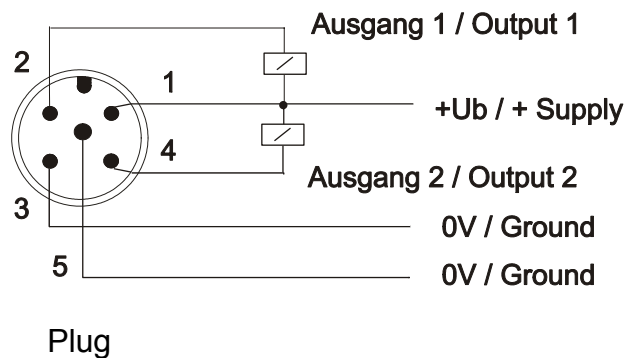 Ausgang 1 / Output 1
2
1
+Ub / + Supply
4
Ausgang 2 / Output 2
3
0V / Ground
5
0V / Ground
Plug